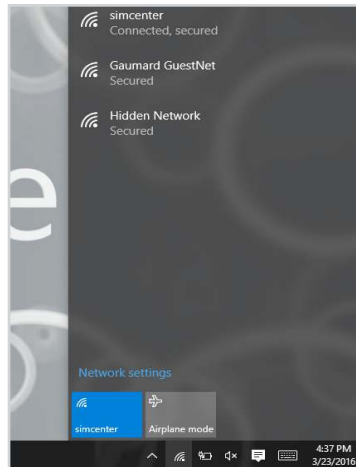 simcenter
Connected, secured
Gaumard GuestNet
Secured
Hidden Network
Secured
e
Network settings
simcenter
Airplane mode
4:37 PM
3/23/2016